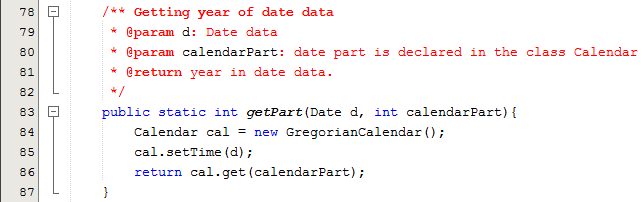 78 /** Getting year of date data
79 * @param d: Date data
80 * @param calendarPart: date part is declared in the class Calendar
81 * @return year in date data.
82 */
83 public static int getPart(Date d, int calendarPart){
84 Calendar cal = new GregorianCalendar();
85 cal.setTime(d);
86 return cal.get(calendarPart);
87 }